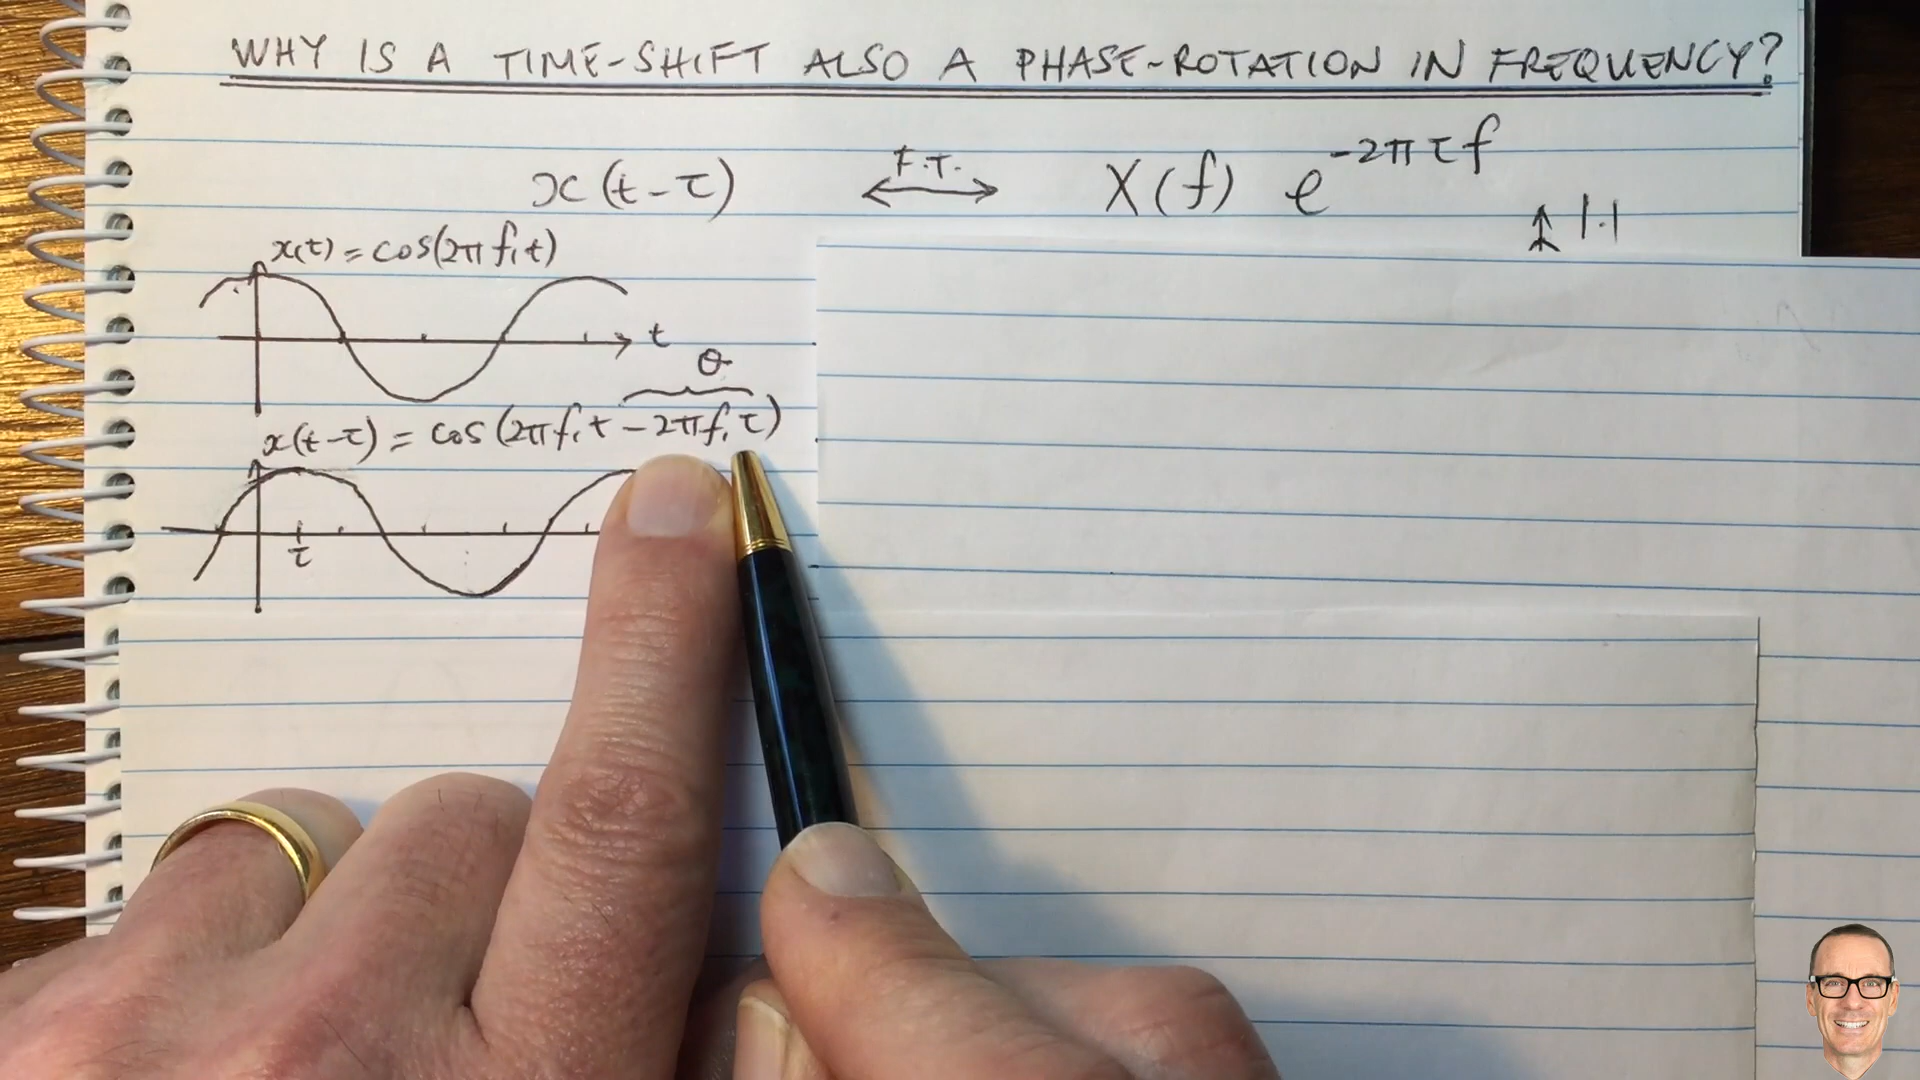 WHY IS A TIME-SHIFT ALSO A PHASE-ROTATION IN FREQUENCY?
x(t-τ) F.T. ↔ X(f) e^{-2πτf}
↑ |·|
x(t) = cos(2πf₁t)
t
θ
x(t-τ) = cos(2πf₁t - 2πf₁τ)
τ